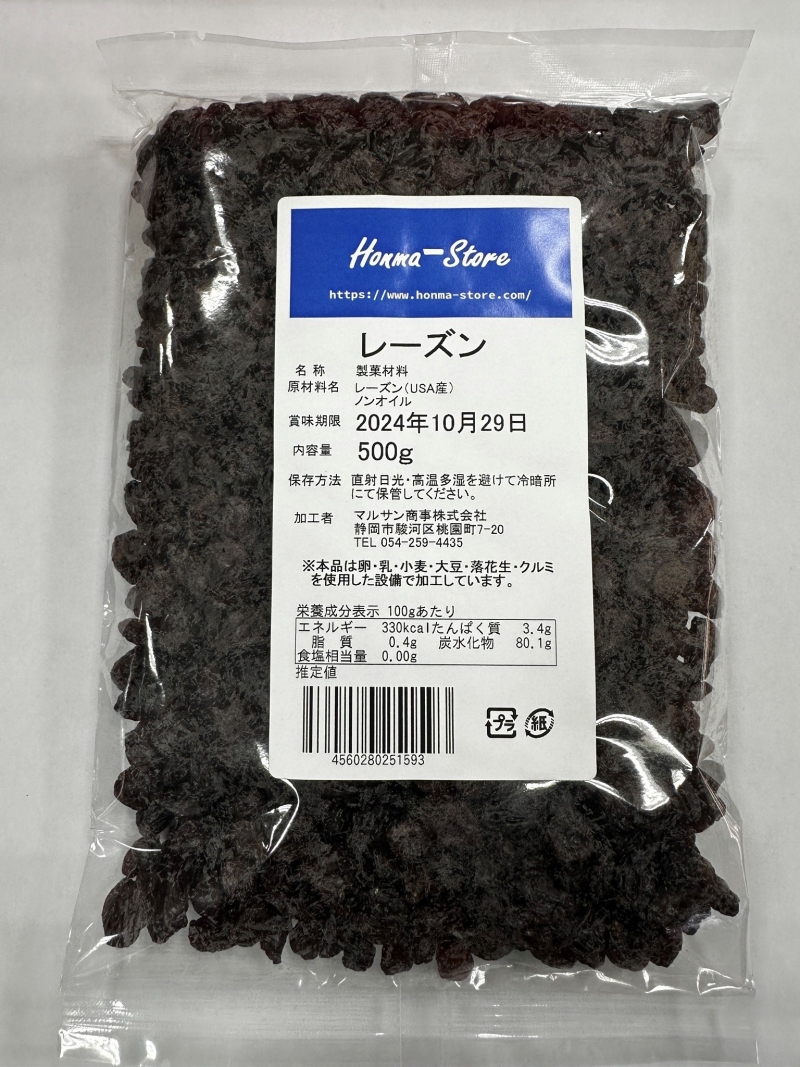 Honma-Store
https://www.honma-store.com/
レーズン
名 称 製菓材料
原材料名 レーズン(USA産)
ノンオイル
賞味期限 2024年10月29日
内容量 500g
保存方法 直射日光・高温多湿を避けて冷暗所
にて保管してください。
加工者 マルサン商事株式会社
静岡市駿河区桃園町7-20
TEL 054-259-4435
※本品は卵・乳・小麦・大豆・落花生・クルミ
を使用した設備で加工しています。
栄養成分表示 100gあたり
エネルギー 330kcal たんぱく質 3.4g
脂 質 0.4g 炭水化物 80.1g
食塩相当量 0.00g
推定値
プラ 紙
4560280251593